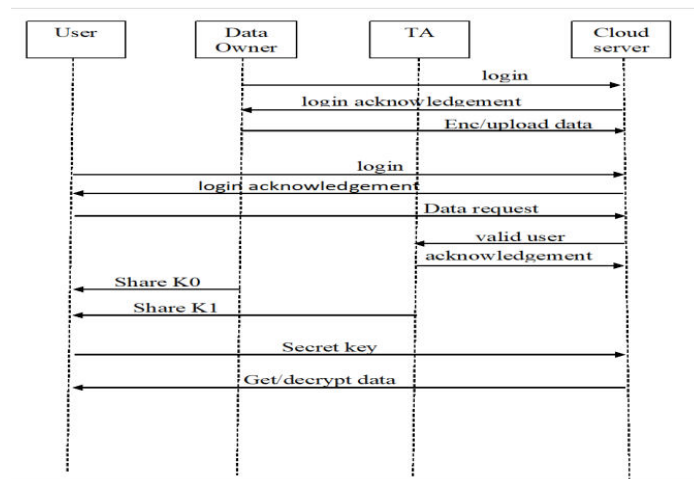 User
Data
Owner
TA
Cloud
server
login
login acknowledgement
Enc/upload data
login
login acknowledgement
Data request
valid user
acknowledgement
Share K0
Share K1
Secret key
Get/decrypt data